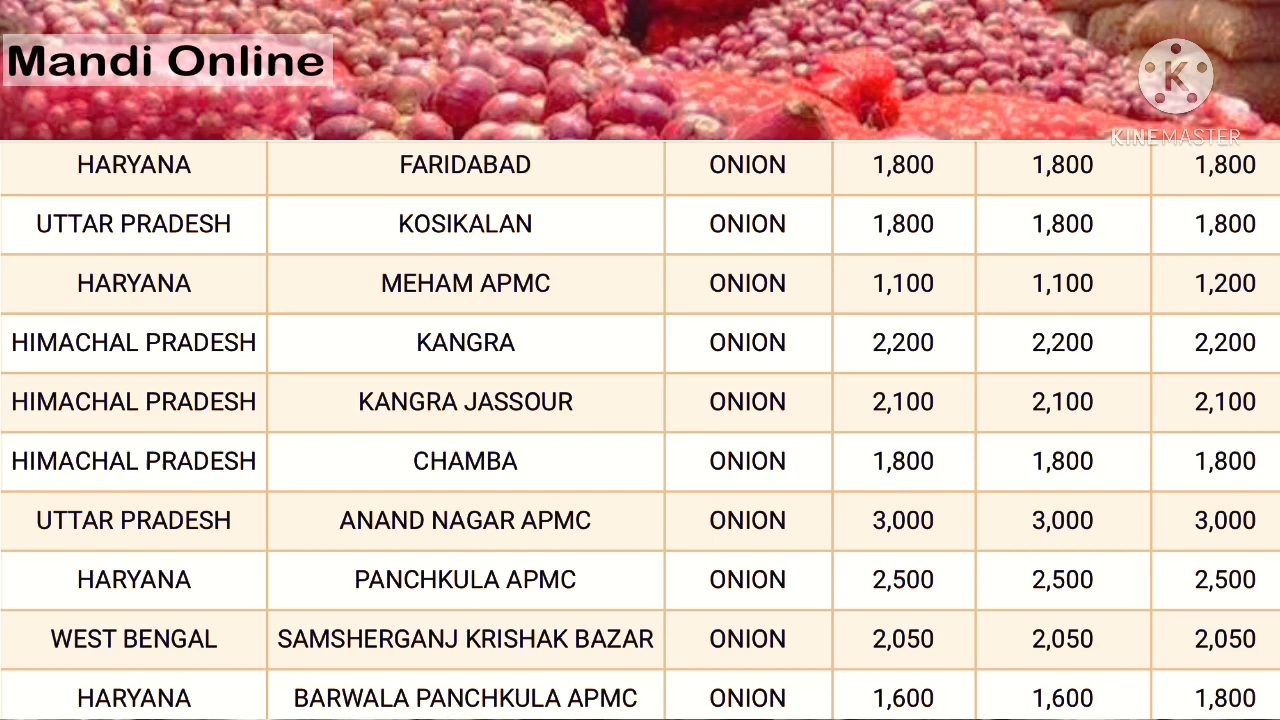 Mandi Online
K
KINEMASTER
HARYANA FARIDABAD ONION 1,800 1,800 1,800
UTTAR PRADESH KOSIKALAN ONION 1,800 1,800 1,800
HARYANA MEHAM APMC ONION 1,100 1,100 1,200
HIMACHAL PRADESH KANGRA ONION 2,200 2,200 2,200
HIMACHAL PRADESH KANGRA JASSOUR ONION 2,100 2,100 2,100
HIMACHAL PRADESH CHAMBA ONION 1,800 1,800 1,800
UTTAR PRADESH ANAND NAGAR APMC ONION 3,000 3,000 3,000
HARYANA PANCHKULA APMC ONION 2,500 2,500 2,500
WEST BENGAL SAMSHERGANJ KRISHAK BAZAR ONION 2,050 2,050 2,050
HARYANA BARWALA PANCHKULA APMC ONION 1,600 1,600 1,800